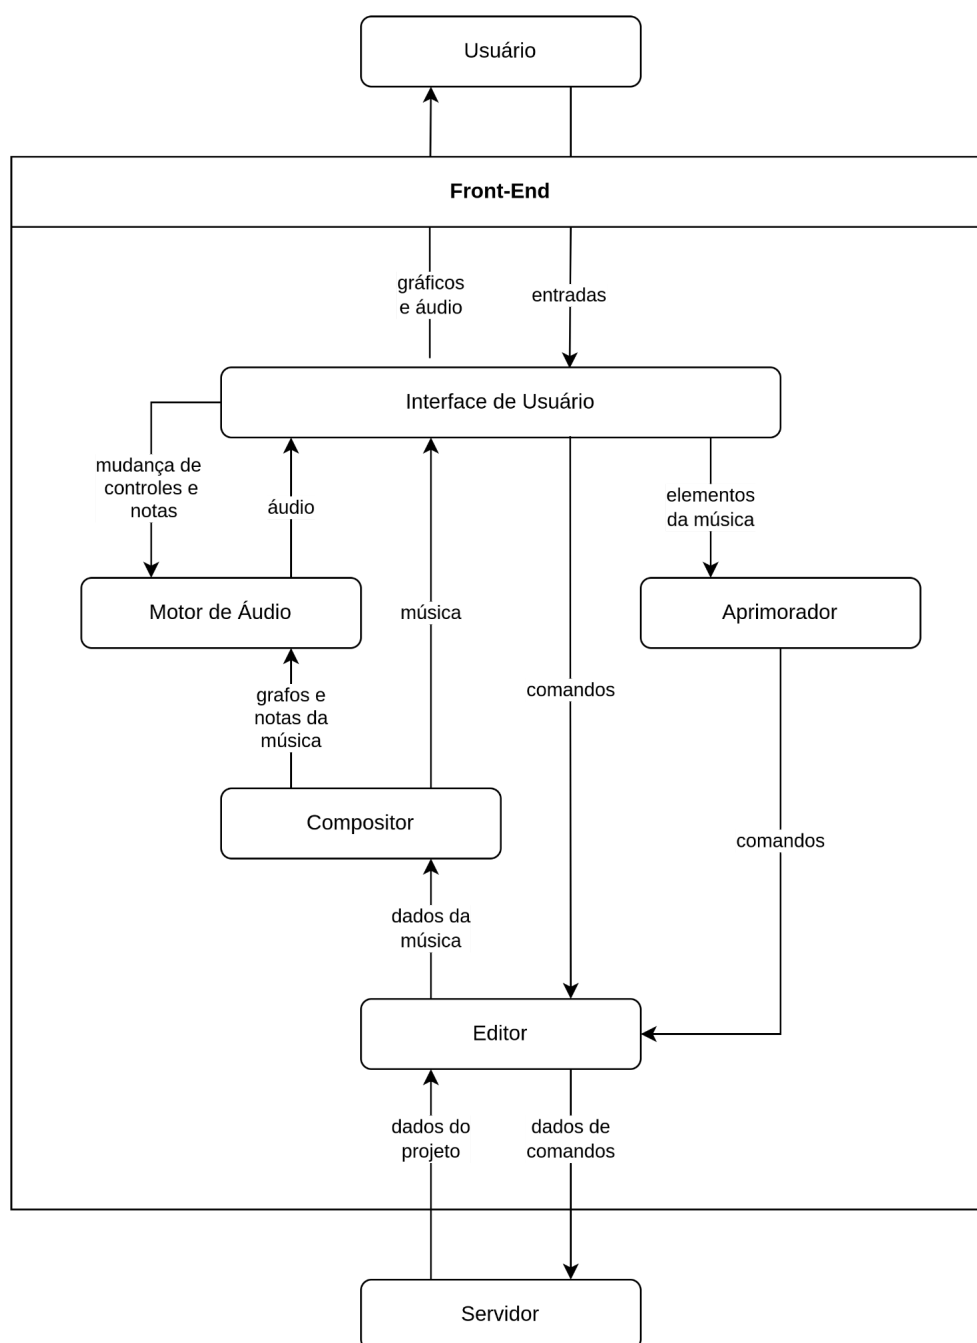 Usuário
Front-End
gráficos
e áudio
entradas
Interface de Usuário
mudança de
controles e
notas
áudio
elementos
da música
Motor de Áudio
música
Aprimorador
grafos e
notas da
música
comandos
Compositor
comandos
dados da
música
Editor
dados do
projeto
dados de
comandos
Servidor